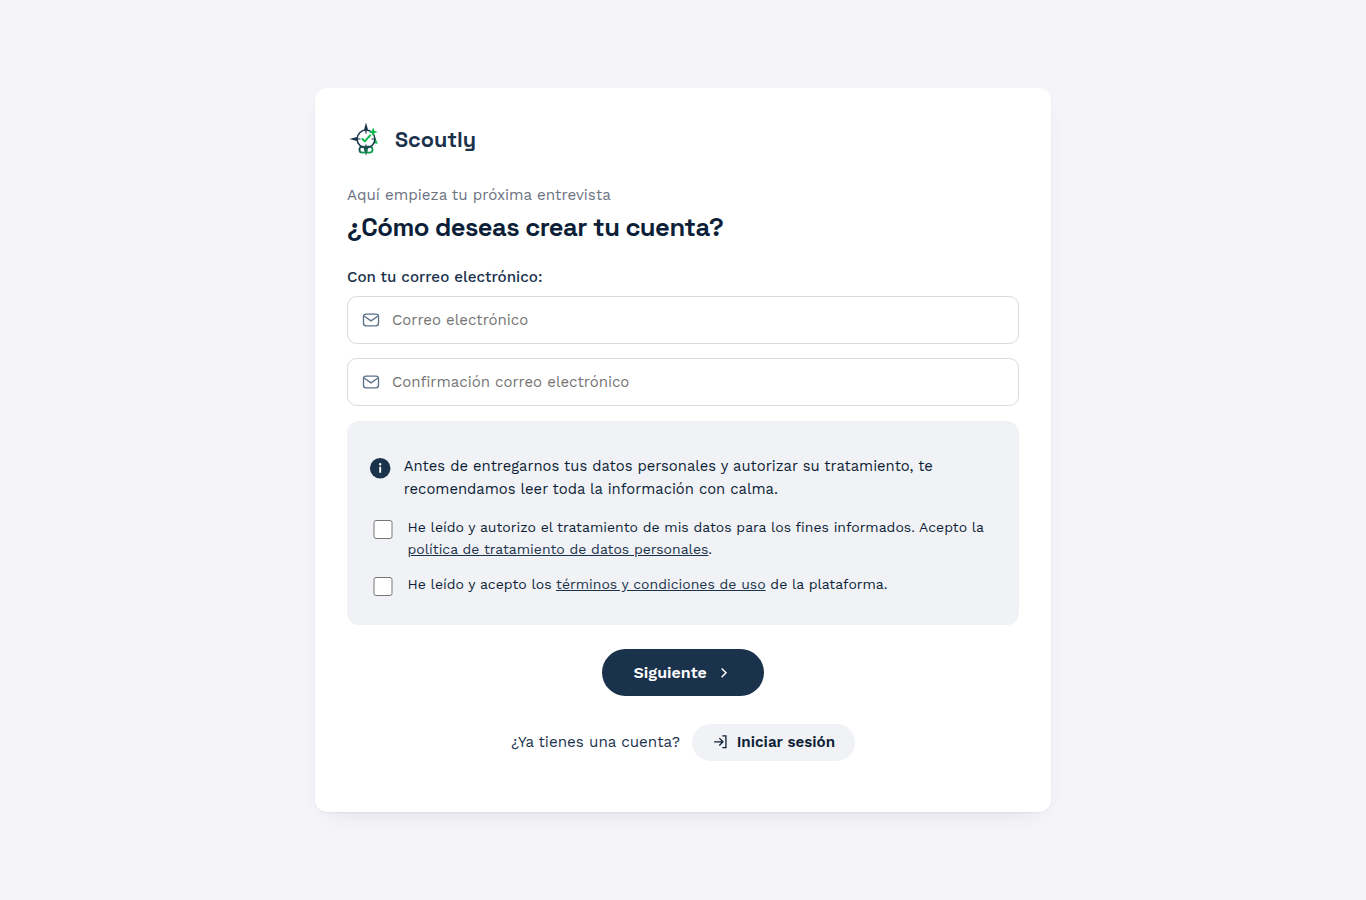 Scoutly
Aquí empieza tu próxima entrevista
¿Cómo deseas crear tu cuenta?
Con tu correo electrónico:
Correo electrónico
Confirmación correo electrónico
Antes de entregarnos tus datos personales y autorizar su tratamiento, te
recomendamos leer toda la información con calma.
He leído y autorizo el tratamiento de mis datos para los fines informados. Acepto la
política de tratamiento de datos personales.
He leído y acepto los términos y condiciones de uso de la plataforma.
Siguiente
¿Ya tienes una cuenta? Iniciar sesión